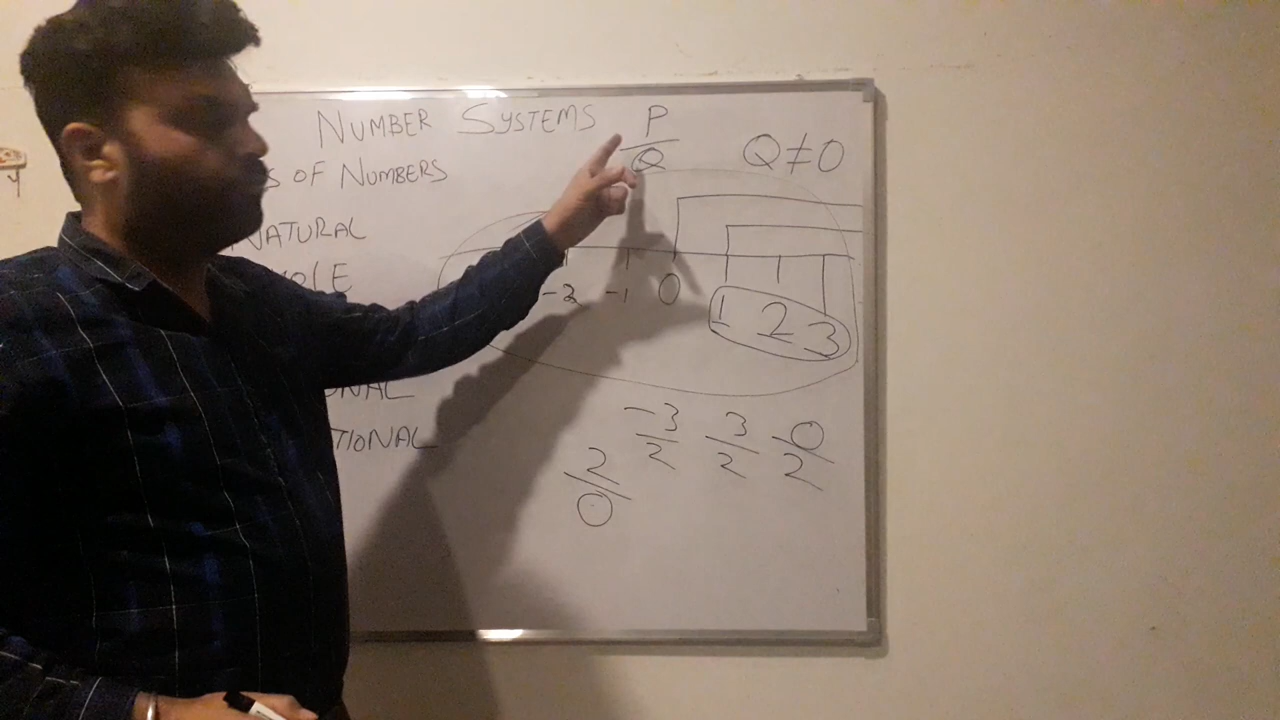 NUMBER SYSTEMS P/Q Q≠0
OF NUMBERS
NATURAL
-2 -1 0 1 2 3
-3/2 3/2 0/2
2/0